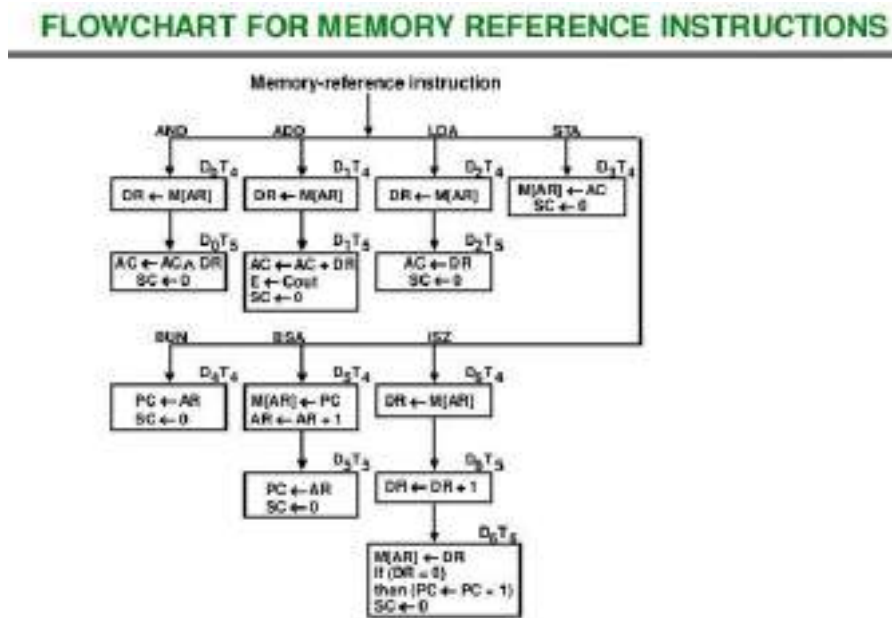 FLOWCHART FOR MEMORY REFERENCE INSTRUCTIONS
Memory-reference instruction
AND ADD LDA STA
D0T4 D1T4 D2T4 D3T4
DR ← M[AR] DR ← M[AR] DR ← M[AR] M[AR] ← AC
SC ← 0
D0T5 D1T5 D2T5
AC ← AC ∧ DR AC ← AC + DR AC ← DR
SC ← 0 E ← Cout SC ← 0
SC ← 0
BUN BSA ISZ
D4T4 D5T4 D6T4
PC ← AR M[AR] ← PC DR ← M[AR]
SC ← 0 AR ← AR + 1
D5T5 D6T5
PC ← AR DR ← DR + 1
SC ← 0
D6T6
M[AR] ← DR
If (DR = 0)
then (PC ← PC + 1)
SC ← 0